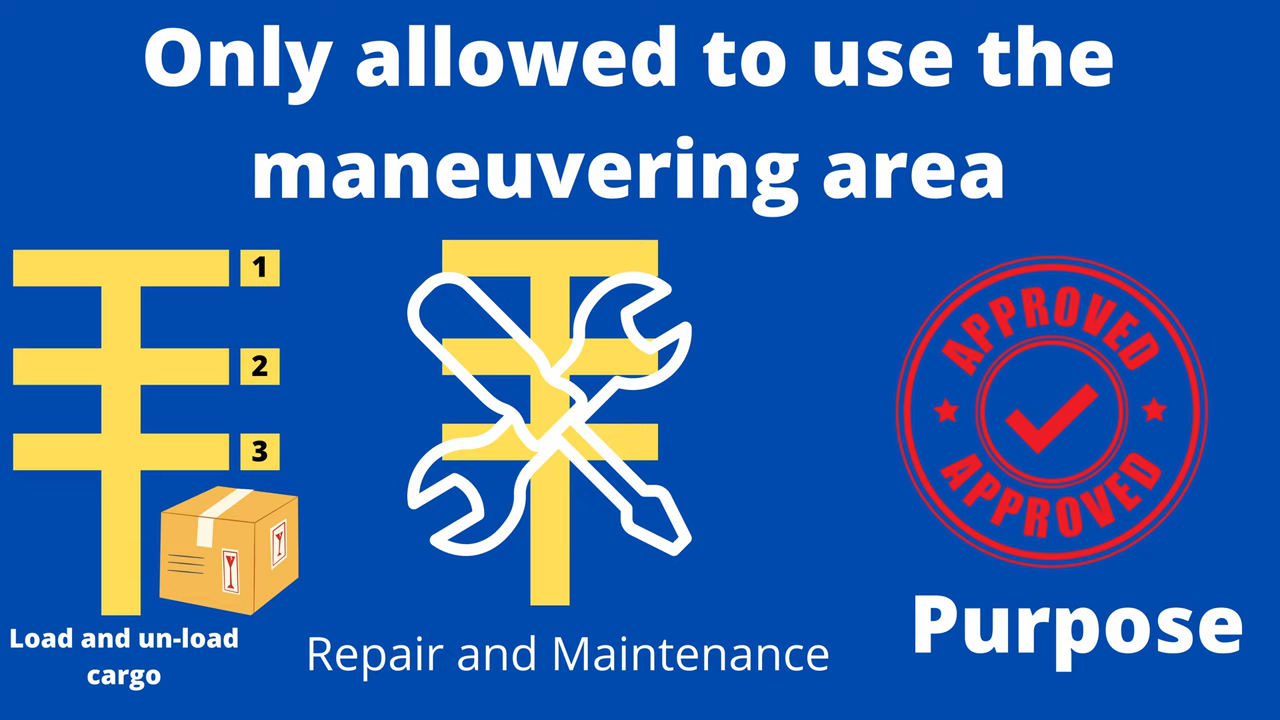 Only allowed to use the
maneuvering area
1
2
3
APPROVED
APPROVED
Load and un-load
cargo
Repair and Maintenance
Purpose